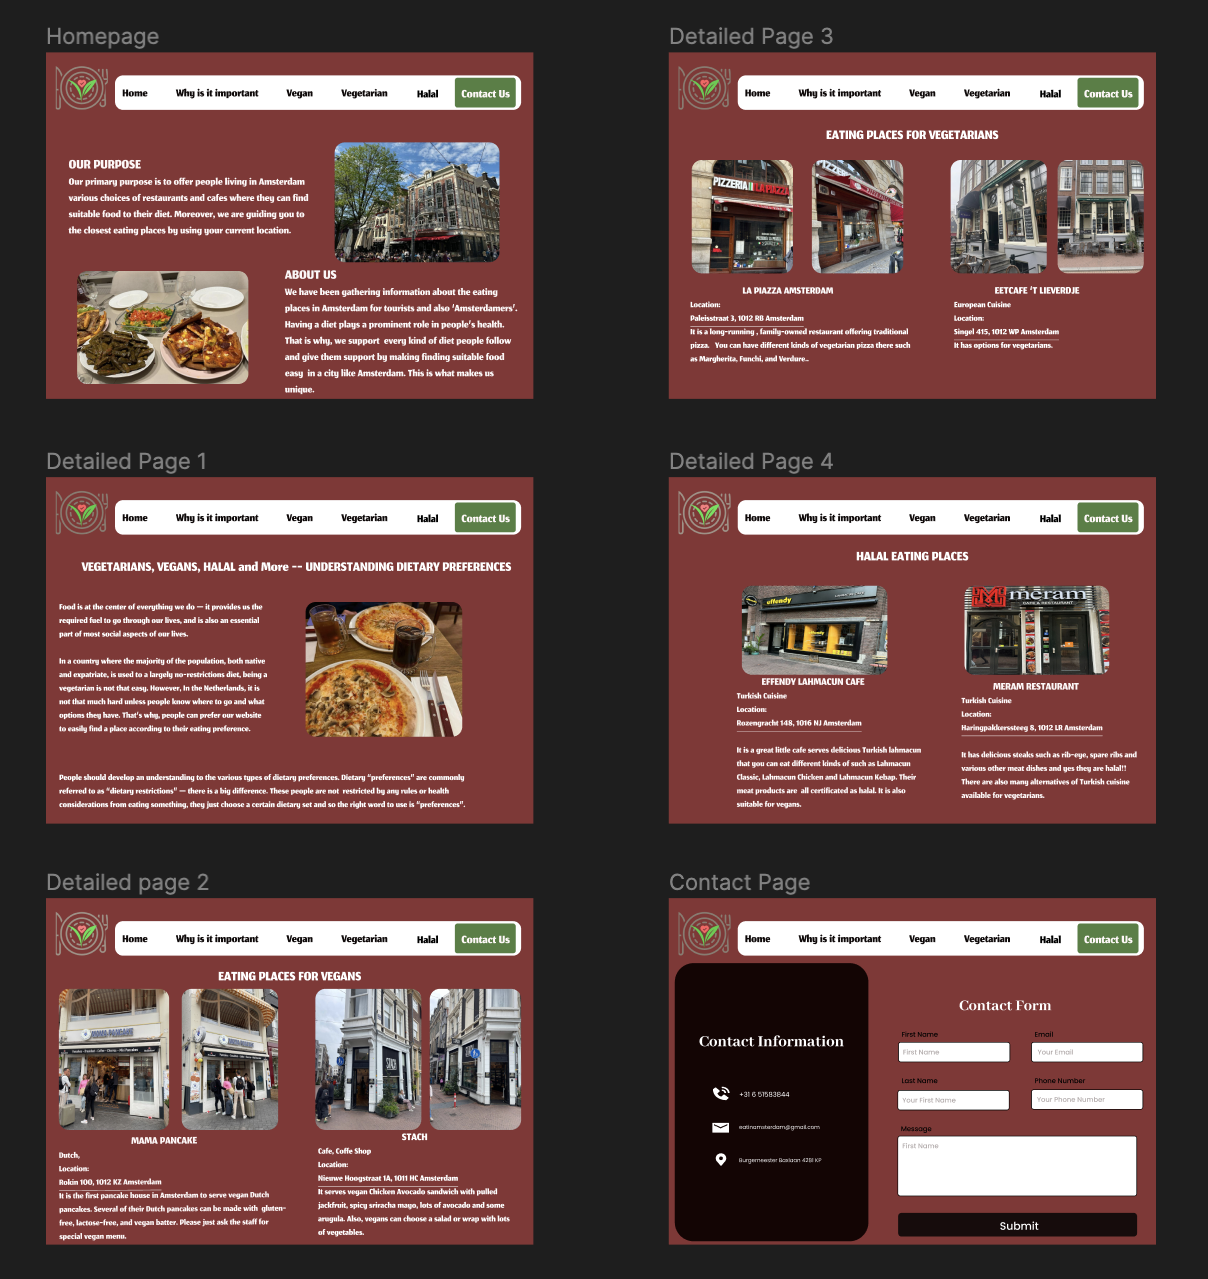 Homepage
Home Why is it important Vegan Vegetarian Halal Contact Us
OUR PURPOSE
Our primary purpose is to offer people living in Amsterdam
various choices of restaurants and cafes where they can find
suitable food to their diet. Moreover, we are guiding you to
the closest eating places by using your current location.
ABOUT US
We have been gathering information about the eating
places in Amsterdam for tourists and also 'Amsterdamers'.
Having a diet plays a prominent role in people's health.
That is why, we support every kind of diet people follow
and give them support by making finding suitable food
easy in a city like Amsterdam. This is what makes us
unique.
Detailed Page 1
Home Why is it important Vegan Vegetarian Halal Contact Us
VEGETARIANS, VEGANS, HALAL and More -- UNDERSTANDING DIETARY PREFERENCES
Food is at the center of everything we do — it provides us the
required fuel to go through our lives, and is also an essential
part of most social aspects of our lives.
In a country where the majority of the population, both native
and expatriate, is used to a largely no-restrictions diet, being a
vegetarian is not that easy. However, In the Netherlands, it is
not that much hard unless people know where to go and what
options they have. That's why, people can prefer our website
to easily find a place according to their eating preference.
People should develop an understanding to the various types of dietary preferences. Dietary "preferences" are commonly
referred to as "dietary restrictions" — there is a big difference. These people are not restricted by any rules or health
considerations from eating something, they just choose a certain dietary set and so the right word to use is "preferences".
Detailed page 2
Home Why is it important Vegan Vegetarian Halal Contact Us
EATING PLACES FOR VEGANS
MAMA PANCAKE
Dutch,
Location:
Rokin 100, 1012 KZ Amsterdam
It is the first pancake house in Amsterdam to serve vegan Dutch
pancakes. Several of their Dutch pancakes can be made with gluten-
free, lactose-free, and vegan batter. Please just ask the staff for
special vegan menu.
STACH
STACH
Cafe, Coffe Shop
Location:
Nieuwe Hoogstraat 1A, 1011 HC Amsterdam
It serves vegan Chicken Avocado sandwich with pulled
jackfruit, spicy sriracha mayo, lots of avocado and some
arugula. Also, vegans can choose a salad or wrap with lots
of vegetables.
Detailed Page 3
Home Why is it important Vegan Vegetarian Halal Contact Us
EATING PLACES FOR VEGETARIANS
PIZZERIA LA PIAZZA
PIZZERIA
LA PIAZZA AMSTERDAM
Location:
Paleisstraat 3, 1012 RB Amsterdam
It is a long-running , family-owned restaurant offering traditional
pizza. You can have different kinds of vegetarian pizza there such
as Margherita, Funchi, and Verdure..
EETCAFE 'T LIEVERDJE
European Cuisine
Location:
Singel 415, 1012 WP Amsterdam
It has options for vegetarians.
Detailed Page 4
Home Why is it important Vegan Vegetarian Halal Contact Us
HALAL EATING PLACES
effendy
EFFENDY LAHMACUN CAFE
Turkish Cuisine
Location:
Rozengracht 148, 1016 NJ Amsterdam
It is a great little cafe serves delicious Turkish lahmacun
that you can eat different kinds of such as Lahmacun
Classic, Lahmacun Chicken and Lahmacun Kebap. Their
meat products are all certificated as halal. It is also
suitable for vegans.
meram
CAFE & RESTAURANT
MERAM RESTAURANT
Turkish Cuisine
Location:
Haringpakkerssteeg 8, 1012 LR Amsterdam
It has delicious steaks such as rib-eye, spare ribs and
various other meat dishes and yes they are halal!!
There are also many alternatives of Turkish cuisine
available for vegetarians.
Contact Page
Home Why is it important Vegan Vegetarian Halal Contact Us
Contact Information
+31 6 51583844
eatinamsterdam@gmail.com
Burgemeester Baxlaan 4291 KP
Contact Form
First Name Email
First Name Your Email
Last Name Phone Number
Your First Name Your Phone Number
Message
First Name
Submit